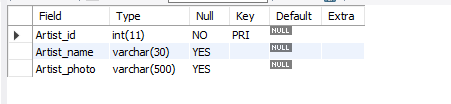 Field Type Null Key Default Extra
Artist_id int(11) NO PRI NULL
Artist_name varchar(30) YES NULL
Artist_photo varchar(500) YES NULL